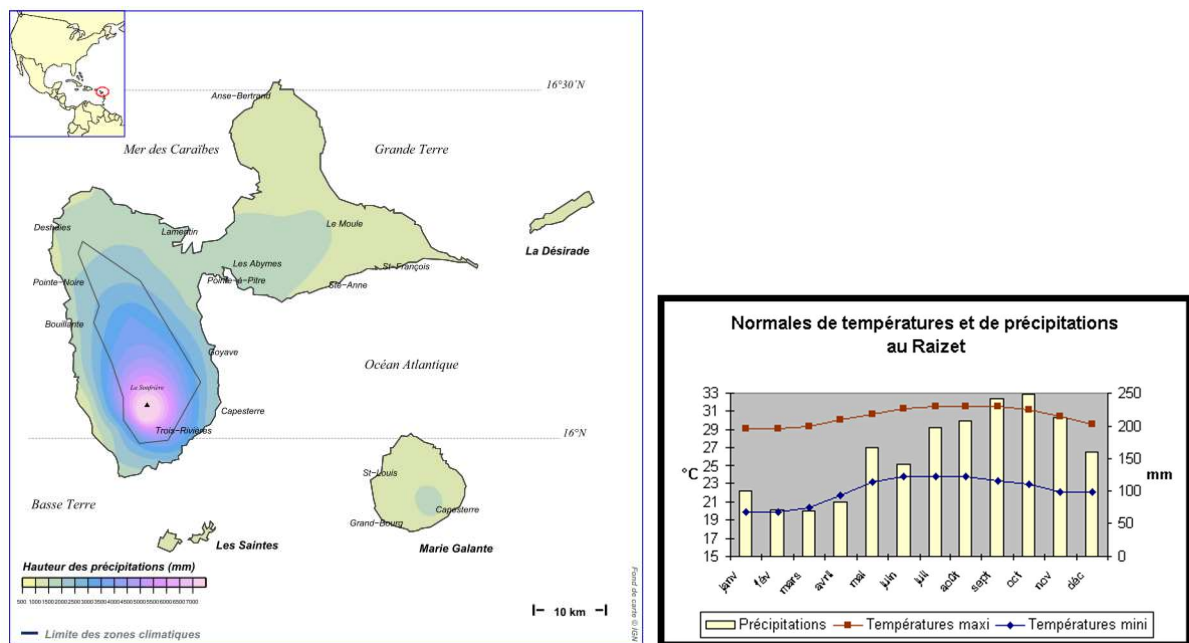 16°30'N
Anse-Bertrand
Mer des Caraïbes
Grande Terre
Deshaies
Lamentin
Le Moule
La Désirade
Les Abymes
St-François
Pointe-Noire
Pointe-à-Pitre
Ste-Anne
Bouillante
Goyave
Océan Atlantique
La Soufrière
Capesterre
Trois-Rivières
16°N
St-Louis
Basse Terre
Capesterre
Grand-Bourg
Les Saintes
Marie Galante
Hauteur des précipitations (mm)
500 1000 1500 2000 2500 3000 3500 4000 4500 5000 5500 6000 6500 7000
10 km
Limite des zones climatiques
Fond de carte © IGN
Normales de températures et de précipitations
au Raizet
33
31
29
27
25
23
21
19
17
15
°C
250
200
150
100
50
0
mm
janv
fév
mars
avril
mai
juin
juil
août
sept
oct
nov
déc
Précipitations
Températures maxi
Températures mini